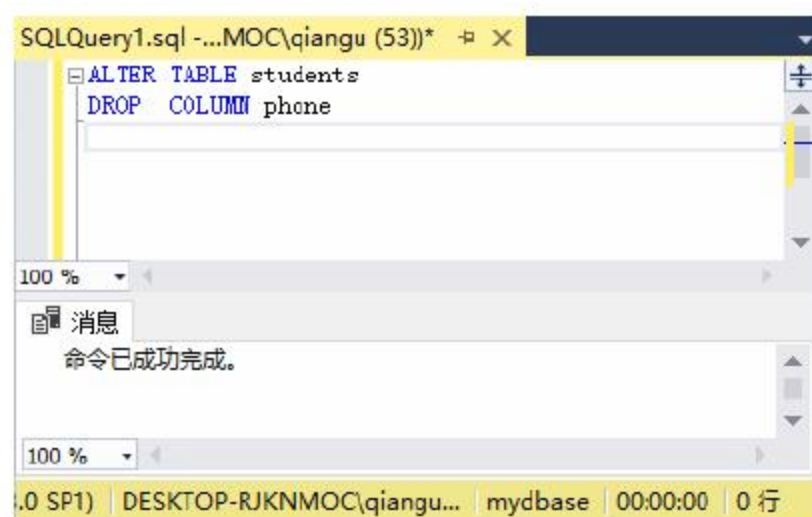 SQLQuery1.sql -...MOC\qiangu (53))*
ALTER TABLE students
DROP COLUMN phone
100 %
消息
命令已成功完成。
100 %
.0 SP1) DESKTOP-RJKNMOC\qiangu... mydbase 00:00:00 0 行